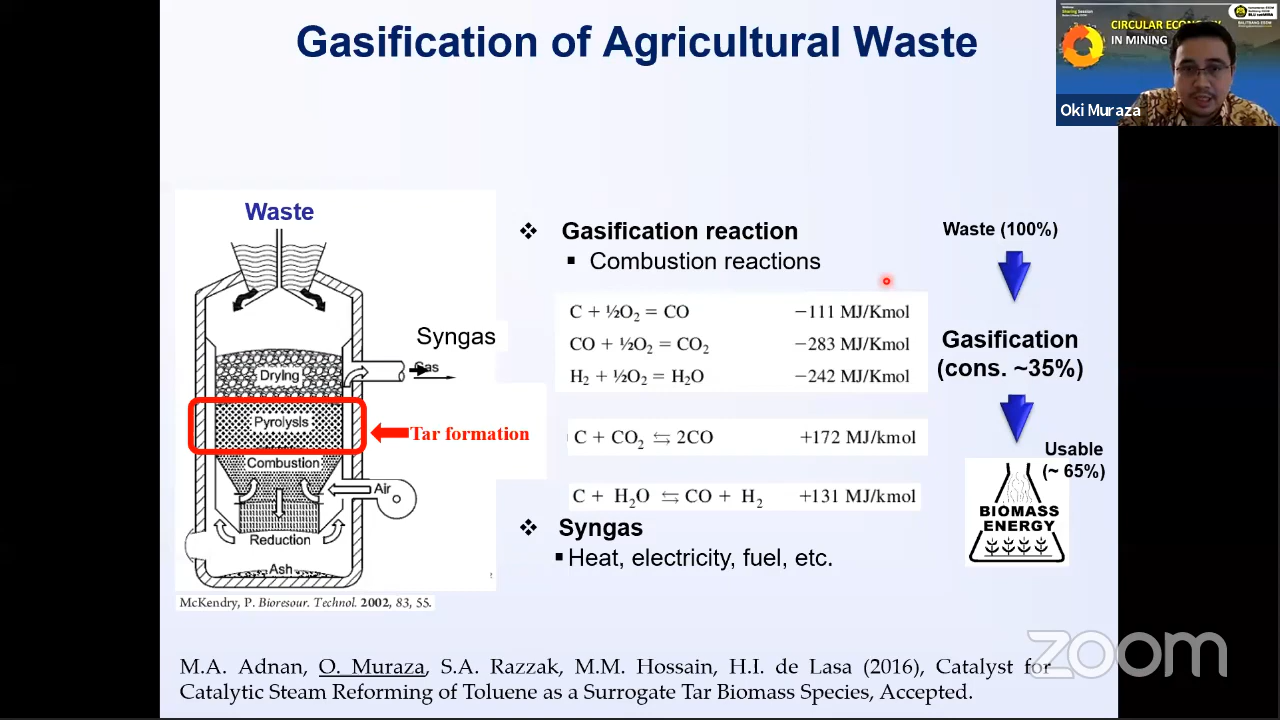 Gasification of Agricultural Waste
CIRCULAR ECONOMY
IN MINING
Oki Muraza
Waste
Syngas
Gas
Drying
Pyrolysis
Tar formation
Combustion
Air
Reduction
Ash
McKendry, P. Bioresour. Technol. 2002, 83, 55.
❖ Gasification reaction
▪ Combustion reactions
C + ½O₂ = CO −111 MJ/Kmol
CO + ½O₂ = CO₂ −283 MJ/Kmol
H₂ + ½O₂ = H₂O −242 MJ/Kmol
C + CO₂ ⇆ 2CO +172 MJ/kmol
C + H₂O ⇆ CO + H₂ +131 MJ/kmol
❖ Syngas
▪ Heat, electricity, fuel, etc.
Waste (100%)
Gasification
(cons. ~35%)
Usable
(~ 65%)
BIOMASS
ENERGY
M.A. Adnan, O. Muraza, S.A. Razzak, M.M. Hossain, H.I. de Lasa (2016), Catalyst for
Catalytic Steam Reforming of Toluene as a Surrogate Tar Biomass Species, Accepted.
zoom